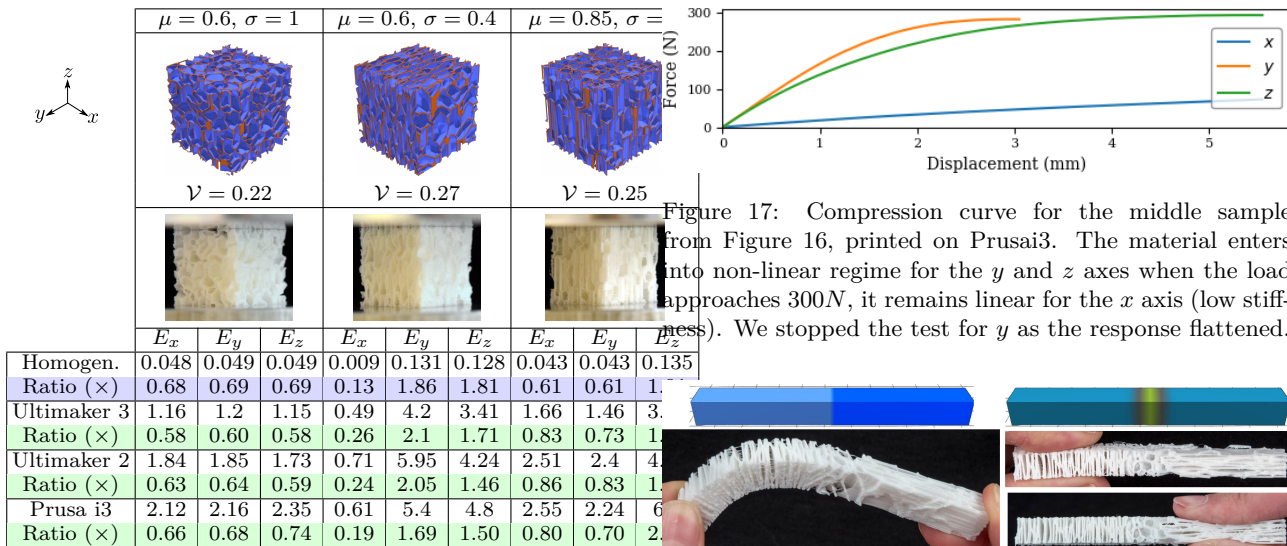 μ = 0.6, σ = 1 μ = 0.6, σ = 0.4 μ = 0.85, σ =
z
y x
𝒱 = 0.22 𝒱 = 0.27 𝒱 = 0.25
E_x E_y E_z E_x E_y E_z E_x E_y E_z
Homogen. 0.048 0.049 0.049 0.009 0.131 0.128 0.043 0.043 0.135
Ratio (×) 0.68 0.69 0.69 0.13 1.86 1.81 0.61 0.61 1.
Ultimaker 3 1.16 1.2 1.15 0.49 4.2 3.41 1.66 1.46 3.
Ratio (×) 0.58 0.60 0.58 0.26 2.1 1.71 0.83 0.73 1.
Ultimaker 2 1.84 1.85 1.73 0.71 5.95 4.24 2.51 2.4 4.
Ratio (×) 0.63 0.64 0.59 0.24 2.05 1.46 0.86 0.83 1.
Prusa i3 2.12 2.16 2.35 0.61 5.4 4.8 2.55 2.24 6
Ratio (×) 0.66 0.68 0.74 0.19 1.69 1.50 0.80 0.70 2.
Force (N)
300
200
100
0
x
y
z
0 1 2 3 4 5
Displacement (mm)
Figure 17: Compression curve for the middle sample
from Figure 16, printed on Prusai3. The material enters
into non-linear regime for the y and z axes when the load
approaches 300N, it remains linear for the x axis (low stiff-
ness). We stopped the test for y as the response flattened.